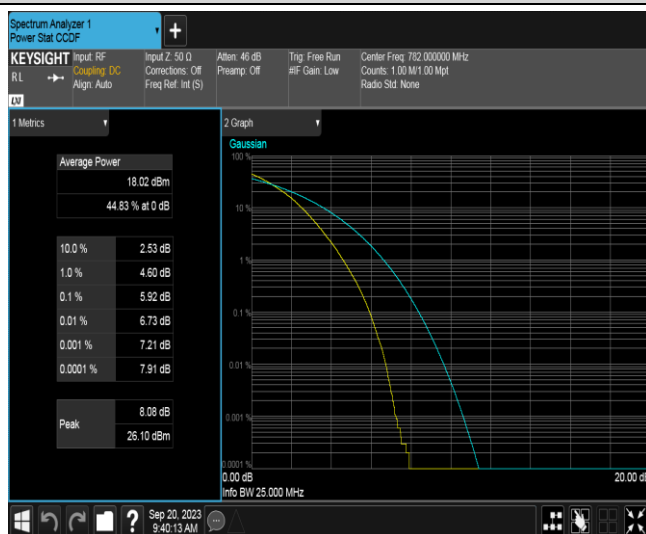 Spectrum Analyzer 1
Power Stat CCDF
+
KEYSIGHT
RL
LXI
Input: RF
Coupling: DC
Align: Auto
Input Z: 50 Ω
Corrections: Off
Freq Ref: Int (S)
Atten: 46 dB
Preamp: Off
Trig: Free Run
#IF Gain: Low
Center Freq: 782.000000 MHz
Counts: 1.00 M/1.00 Mpt
Radio Std: None
1 Metrics
Average Power
18.02 dBm
44.83 % at 0 dB
10.0 % 2.53 dB
1.0 % 4.60 dB
0.1 % 5.92 dB
0.01 % 6.73 dB
0.001 % 7.21 dB
0.0001 % 7.91 dB
Peak
8.08 dB
26.10 dBm
2 Graph
Gaussian
100 %
10 %
1 %
0.1 %
0.01 %
0.001 %
0.0001 %
0.00 dB
20.00 dB
Info BW 25.000 MHz
?
Sep 20, 2023
9:40:13 AM